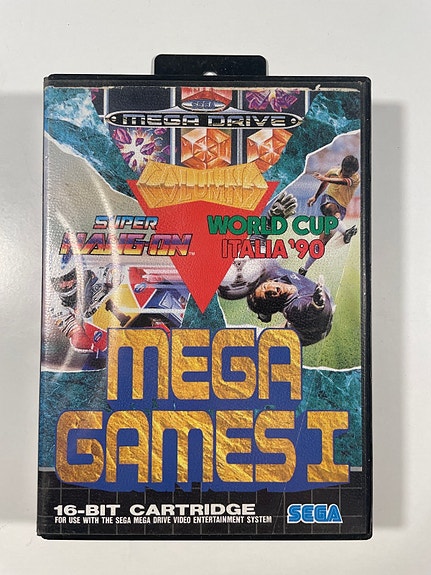 SEGA
MEGA DRIVE
COLUMNS
SUPER
HANG-ON™
WORLD CUP
ITALIA '90
MEGA
GAMES I
16-BIT CARTRIDGE
FOR USE WITH THE SEGA MEGA DRIVE VIDEO ENTERTAINMENT SYSTEM
SEGA